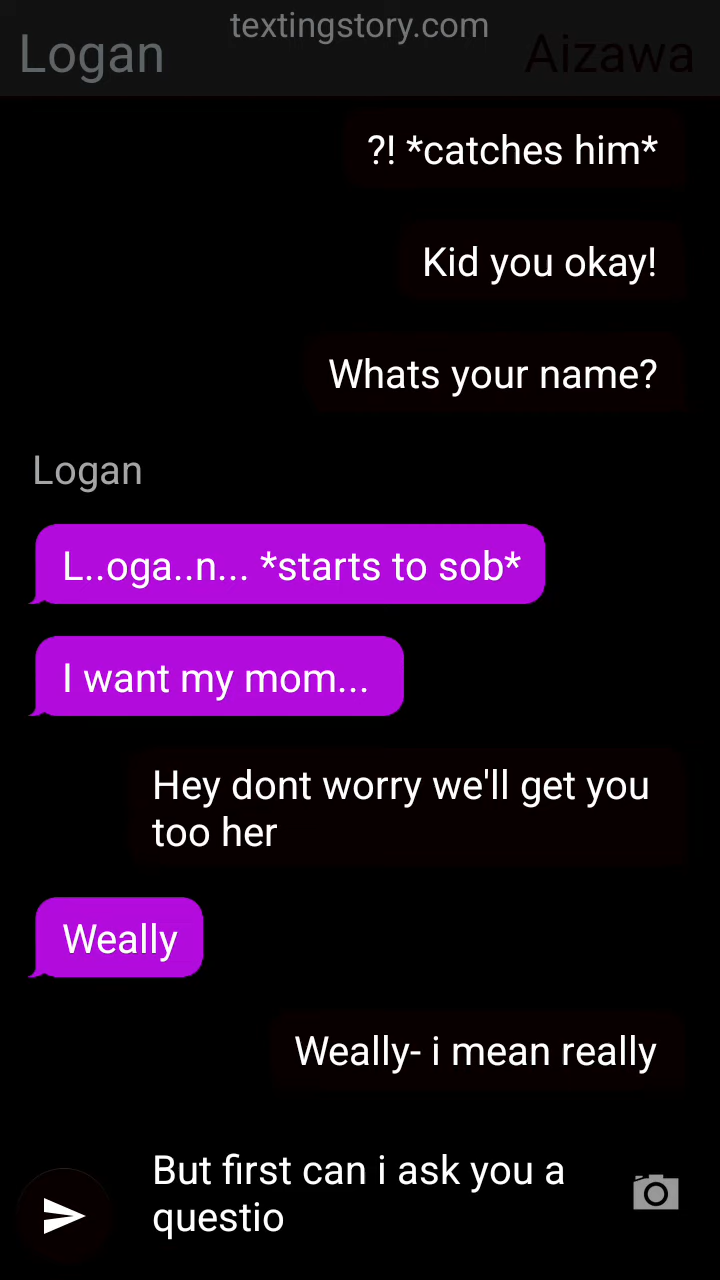 textingstory.com
Logan
Aizawa
?! *catches him*
Kid you okay!
Whats your name?
Logan
L..oga..n... *starts to sob*
I want my mom...
Hey dont worry we'll get you
too her
Weally
Weally- i mean really
But first can i ask you a
questio